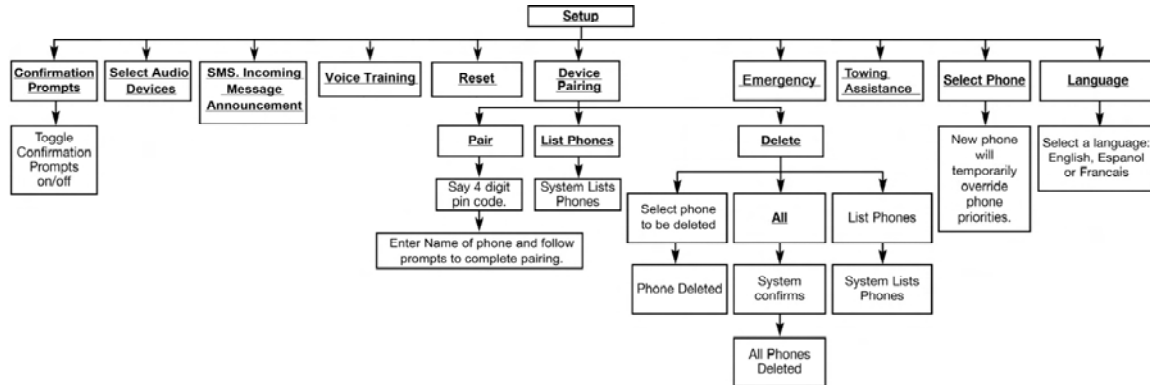 Setup
Confirmation
Prompts
Select Audio
Devices
SMS. Incoming
Message
Announcement
Voice Training
Reset
Device
Pairing
Emergency
Towing
Assistance
Select Phone
Language
Toggle
Confirmation
Prompts
on/off
Pair
List Phones
Delete
New phone
will
temporarily
override
phone
priorities.
Select a language:
English, Espanol
or Francais
Say 4 digit
pin code.
System Lists
Phones
Select phone
to be deleted
All
List Phones
Enter Name of phone and follow
prompts to complete pairing.
Phone Deleted
System
confirms
System Lists
Phones
All Phones
Deleted